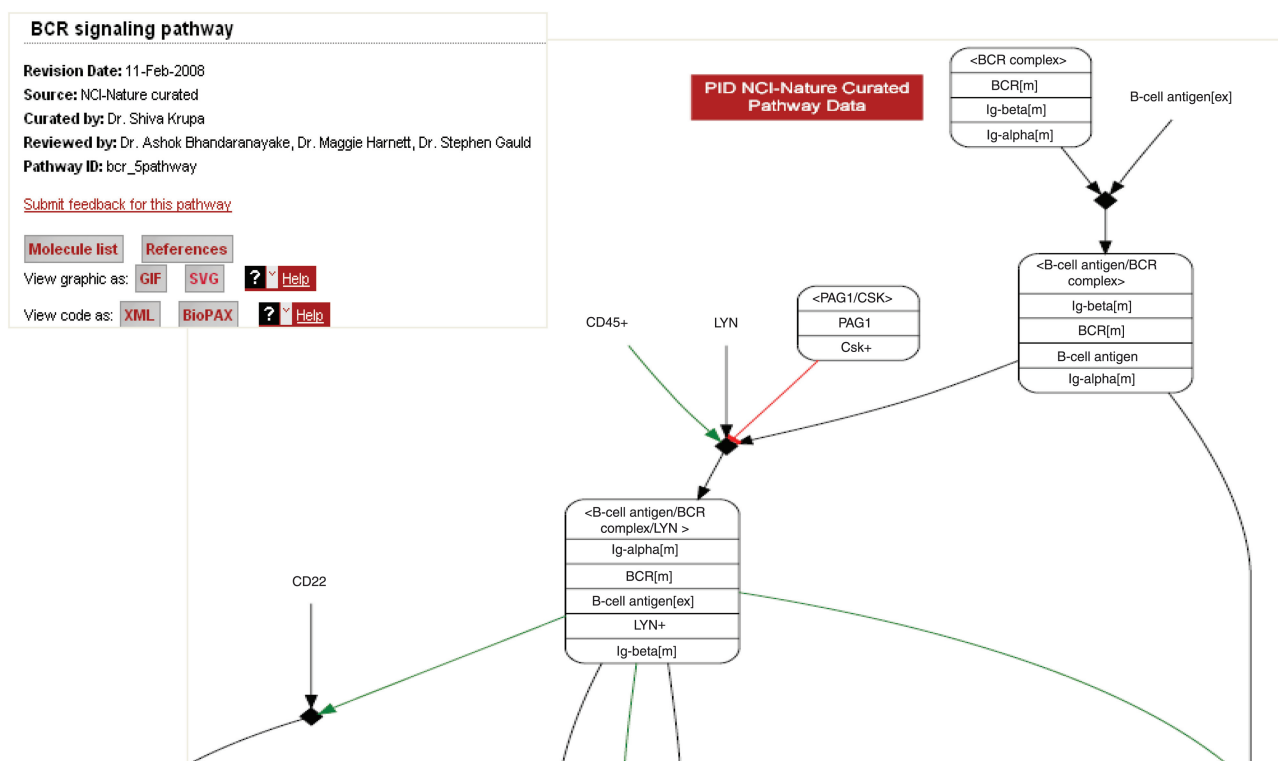 BCR signaling pathway
Revision Date: 11-Feb-2008
Source: NCI-Nature curated
Curated by: Dr. Shiva Krupa
Reviewed by: Dr. Ashok Bhandaranayake, Dr. Maggie Harnett, Dr. Stephen Gauld
Pathway ID: bcr_5pathway
Submit feedback for this pathway
Molecule list References
View graphic as: GIF SVG ? Help
View code as: XML BioPAX ? Help
PID NCI-Nature Curated
Pathway Data
<BCR complex>
BCR[m]
Ig-beta[m]
Ig-alpha[m]
B-cell antigen[ex]
<B-cell antigen/BCR
complex>
Ig-beta[m]
BCR[m]
B-cell antigen
Ig-alpha[m]
CD45+
LYN
<PAG1/CSK>
PAG1
Csk+
<B-cell antigen/BCR
complex/LYN >
Ig-alpha[m]
BCR[m]
B-cell antigen[ex]
LYN+
Ig-beta[m]
CD22